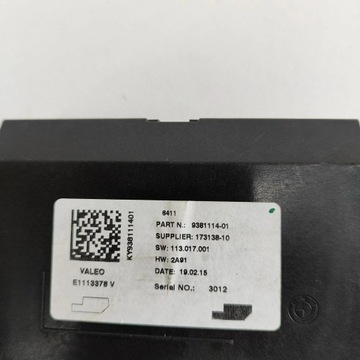 6411
PART N.: 9381114-01
SUPPLIER: 173138-10
SW: 113.017.001
HW: 2A91
DATE: 19.02.15
Serial NO.: 3012
KY938111401
VALEO
E1113378 V